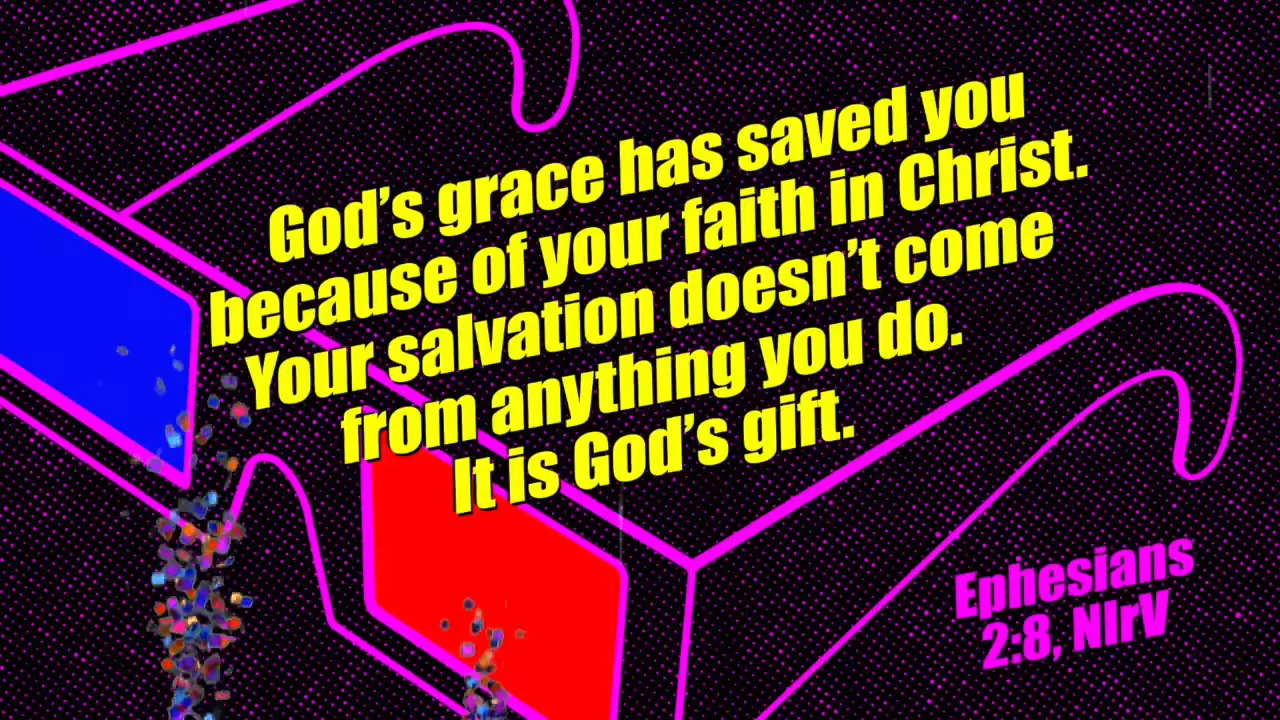 God’s grace has saved you
because of your faith in Christ.
Your salvation doesn’t come
from anything you do.
It is God’s gift.
Ephesians
2:8, NIrV